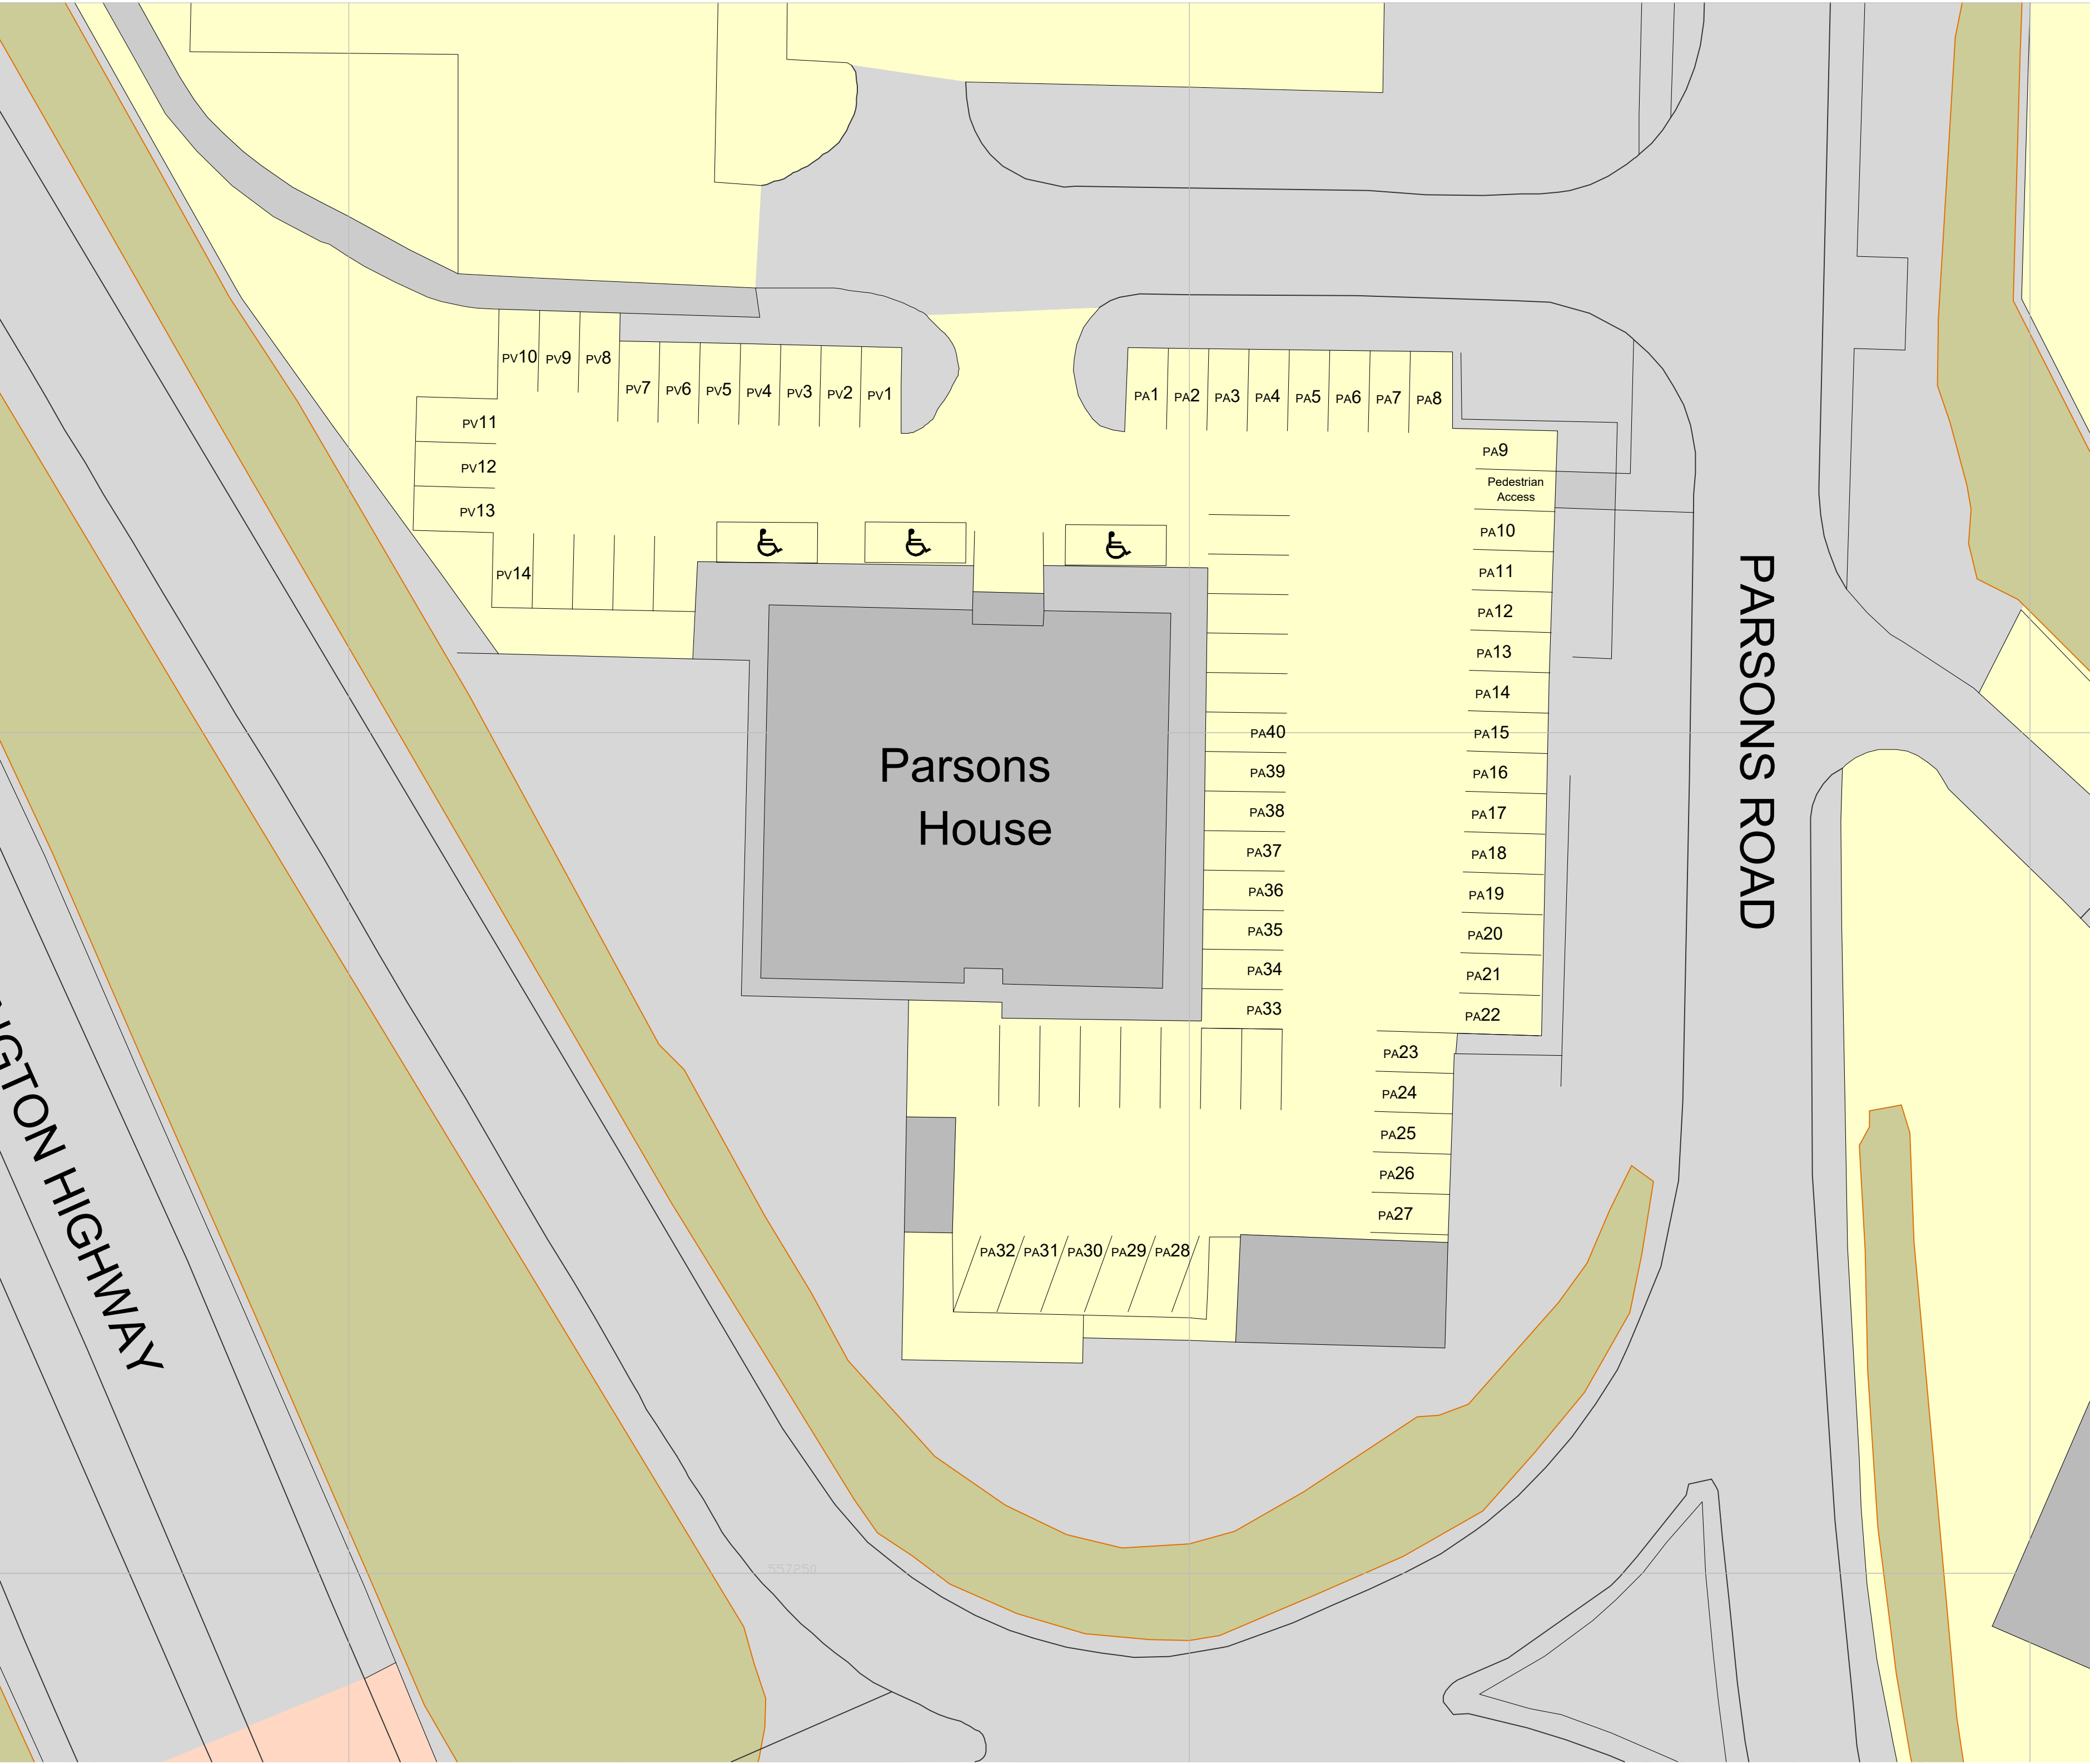 PV10 PV9 PV8
PV7 PV6 PV5 PV4 PV3 PV2 PV1
PA1 PA2 PA3 PA4 PA5 PA6 PA7 PA8
PV11
PV12
PV13
PV14
PA9
Pedestrian
Access
PA10
PA11
PA12
PA13
PA14
PA15
PA16
PA17
PA18
PA19
PA20
PA21
PA22
PA23
PA24
PA25
PA26
PA27
PA40
PA39
PA38
PA37
PA36
PA35
PA34
PA33
PA32 PA31 PA30 PA29 PA28
Parsons
House
PARSONS ROAD
NGTON HIGHWAY
557250